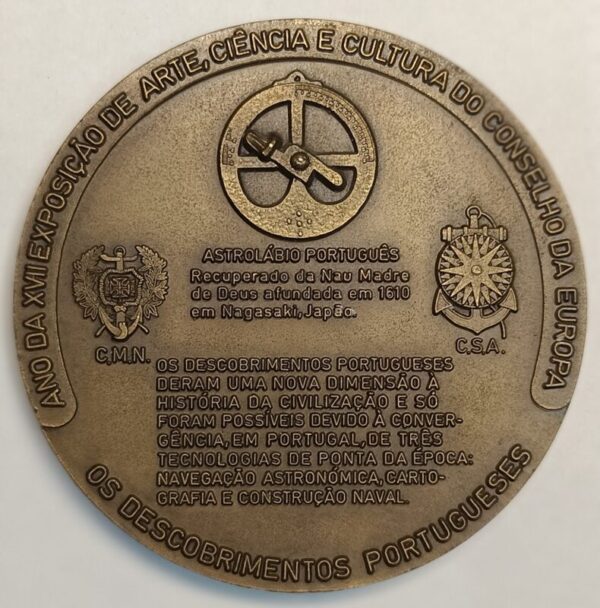 ANO DA XVII EXPOSIÇÃO DE ARTE, CIÊNCIA E CULTURA DO CONSELHO DA EUROPA
ASTROLÁBIO PORTUGUÊS
Recuperado da Nau Madre
de Deus afundada em 1610
em Nagasaki, Japão.
C.M.N.
C.S.A.
OS DESCOBRIMENTOS PORTUGUESES
DERAM UMA NOVA DIMENSÃO À
HISTÓRIA DA CIVILIZAÇÃO E SÓ
FORAM POSSÍVEIS DEVIDO À CONVER-
GÊNCIA, EM PORTUGAL, DE TRÊS
TECNOLOGIAS DE PONTA DA ÉPOCA:
NAVEGAÇÃO ASTRONÓMICA, CARTO-
GRAFIA E CONSTRUÇÃO NAVAL.
OS DESCOBRIMENTOS PORTUGUESES